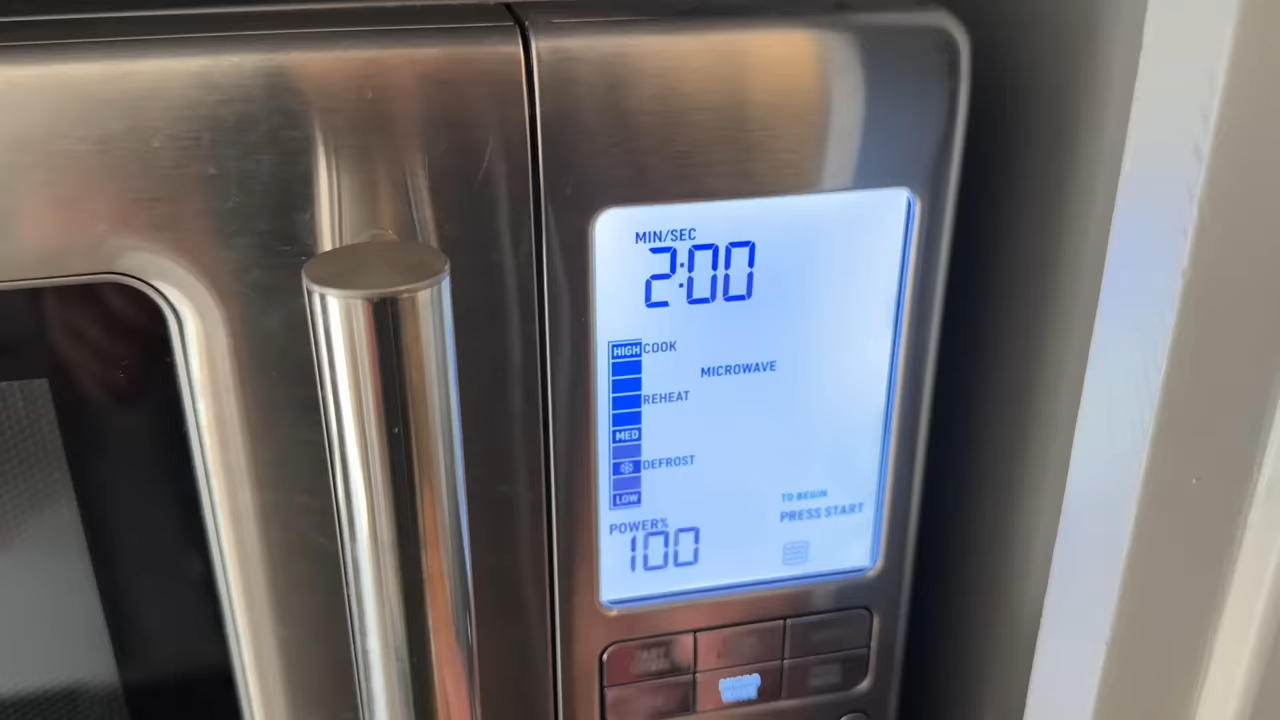 MIN/SEC
2:00
HIGH COOK
MICROWAVE
REHEAT
MED
DEFROST
LOW
TO BEGIN
PRESS START
POWER%
100